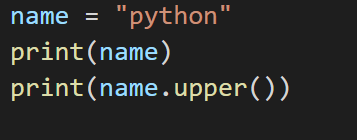 name = "python"
print(name)
print(name.upper())